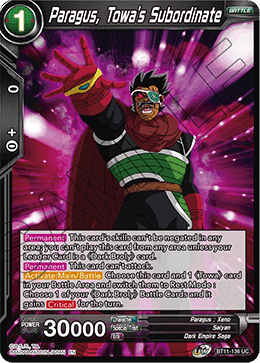 1
Paragus, Towa's Subordinate
BATTLE
0 +
Permanent This card's skills can't be negated in any
area; you can't play this card from any area unless your
Leader Card is a 《Dark Broly》 card.
Permanent This card can't attack.
Activate:Main/Battle Choose this card and 1 《Towa》 card
in your Battle Area and switch them to Rest Mode :
Choose 1 of your 《Dark Broly》 Battle Cards and it
gains Critical for the turn.
POWER 30000
Character Paragus : Xeno
Special Trait Saiyan
Era Dark Empire Saga
BT11-136 UC